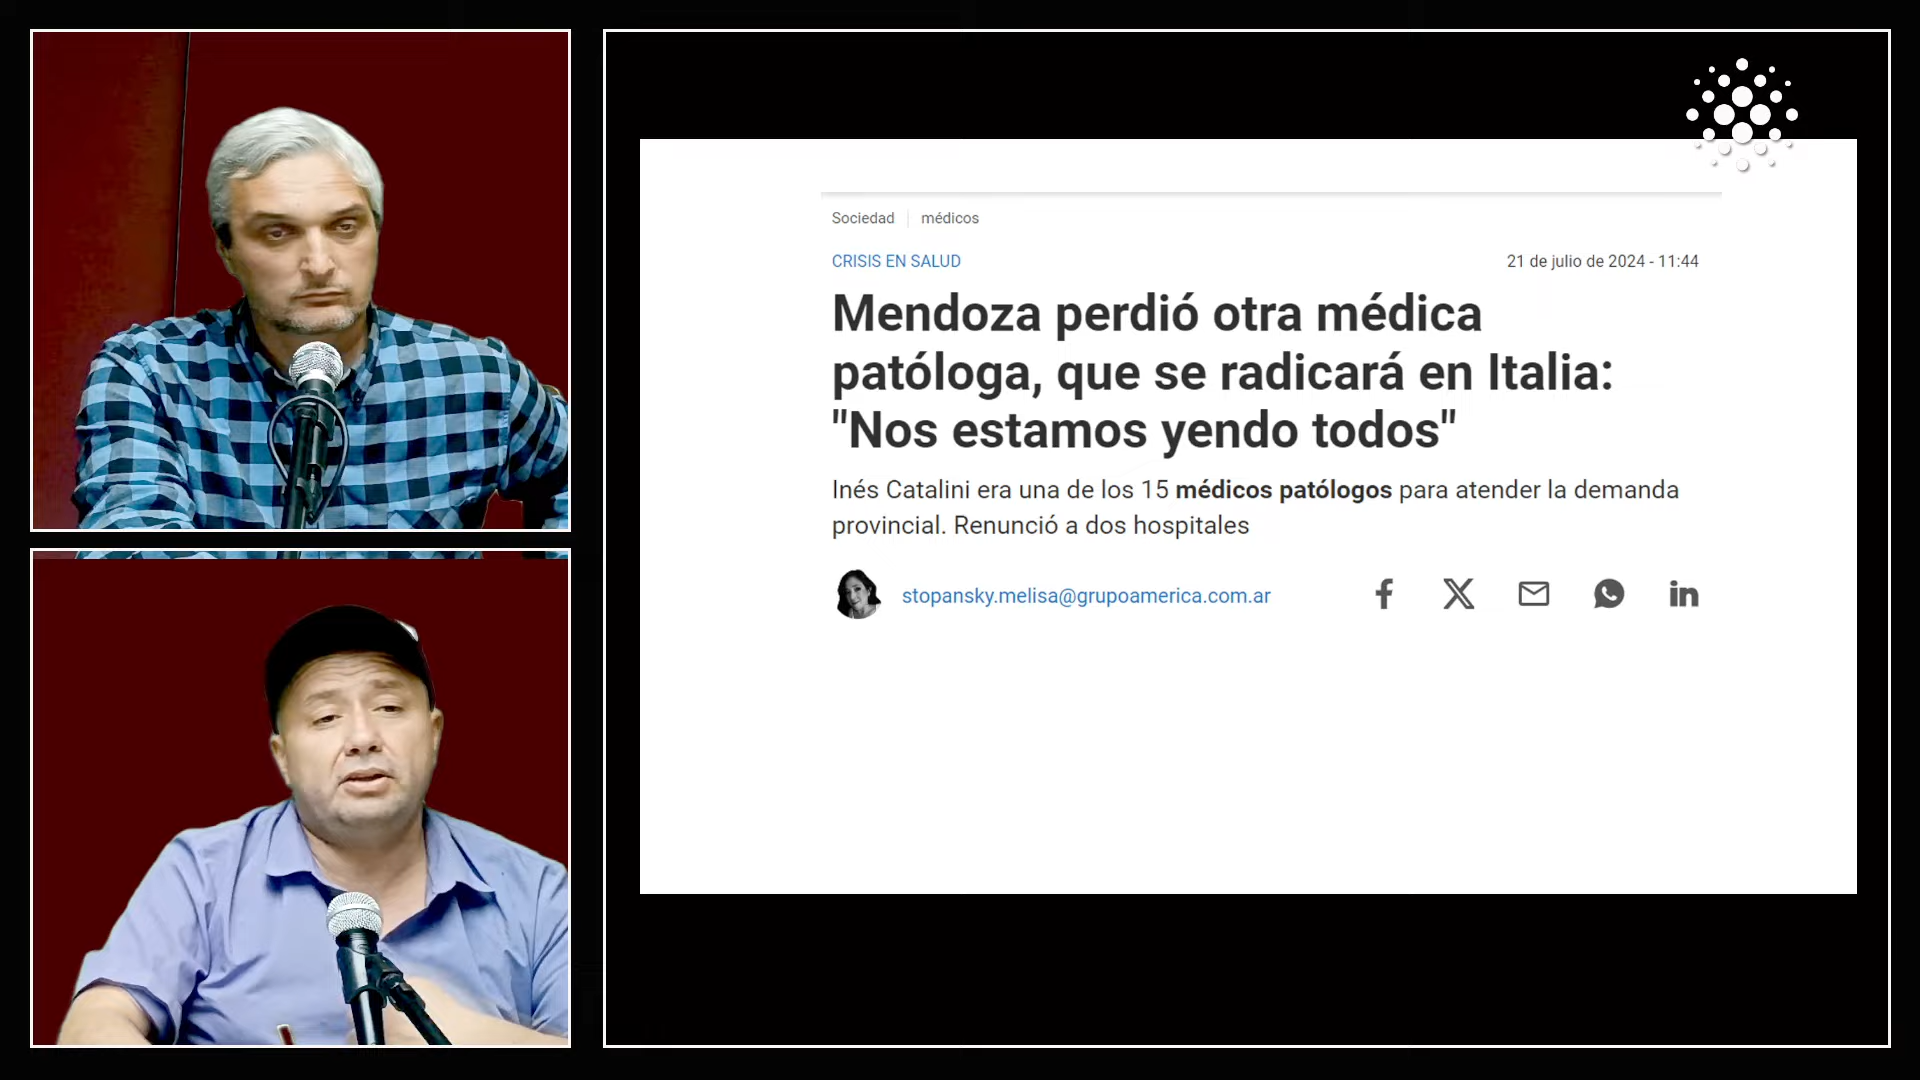 Sociedad médicos
CRISIS EN SALUD
21 de julio de 2024 - 11:44
Mendoza perdió otra médica
patóloga, que se radicará en Italia:
"Nos estamos yendo todos"
Inés Catalini era una de los 15 médicos patólogos para atender la demanda
provincial. Renunció a dos hospitales
stopansky.melisa@grupoamerica.com.ar